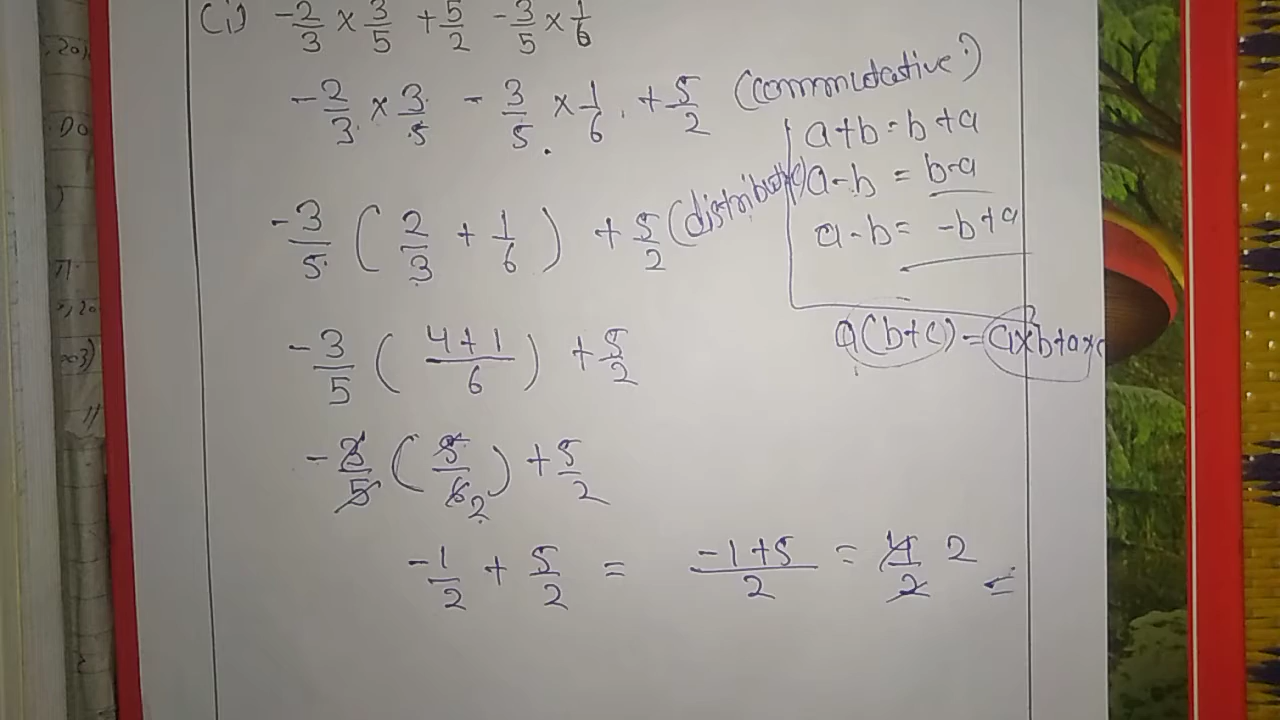 (i) -2/3 × 3/5 + 5/2 - 3/5 × 1/6
-2/3 × 3/5 - 3/5 × 1/6 + 5/2 (commutative)
a+b=b+a
a-b = b-a
a-b= -b+a
-3/5 ( 2/3 + 1/6 ) + 5/2 (distributive)
a(b+c)=a×b+a×c
-3/5 ( 4+1/6 ) + 5/2
-3/5 ( 5/6 2 ) + 5/2
-1/2 + 5/2 = -1+5/2 = 4/2 2